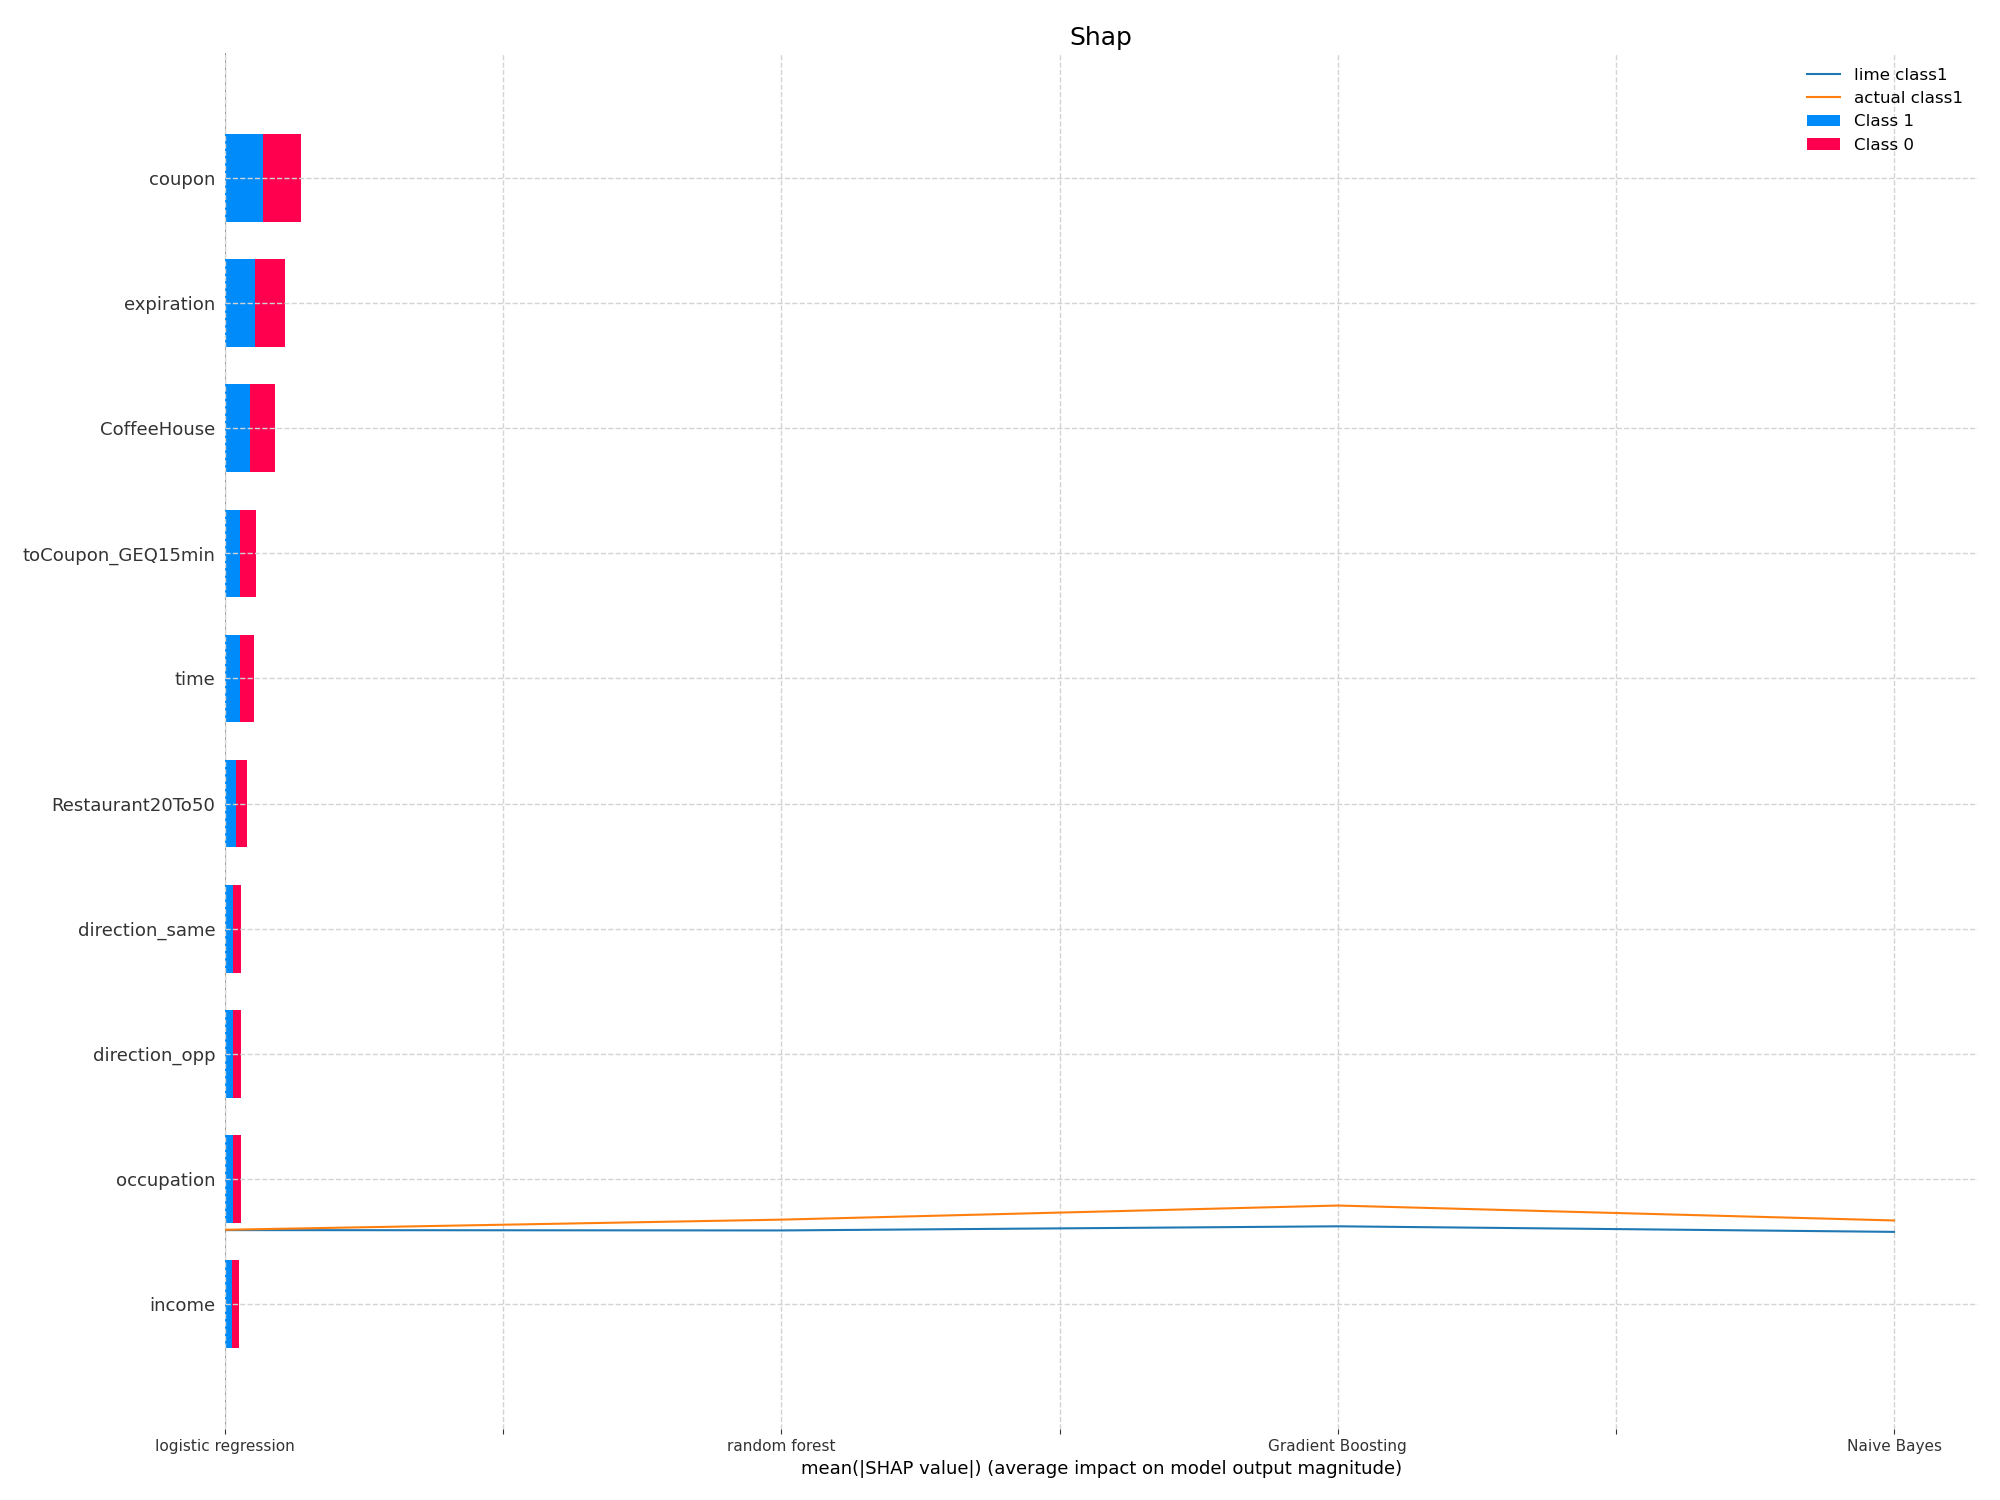 Shap
lime class1
actual class1
Class 1
Class 0
coupon
expiration
CoffeeHouse
toCoupon_GEQ15min
time
Restaurant20To50
direction_same
direction_opp
occupation
income
logistic regression
random forest
Gradient Boosting
Naive Bayes
mean(|SHAP value|) (average impact on model output magnitude)